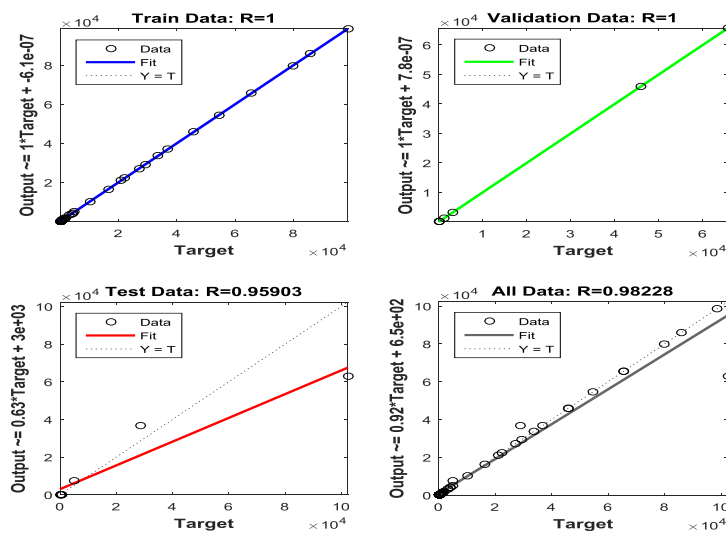 Train Data: R=1
× 10^4
8
6
4
2
Output ~= 1*Target + -6.1e-07
Data
Fit
Y = T
2 4 6 8
Target
× 10^4
Validation Data: R=1
× 10^4
6
5
4
3
2
1
Output ~= 1*Target + 7.8e-07
Data
Fit
Y = T
1 2 3 4 5 6
Target
× 10^4
Test Data: R=0.95903
× 10^4
10
8
6
4
2
0
Output ~= 0.63*Target + 3e+03
Data
Fit
Y = T
0 2 4 6 8 10
Target
× 10^4
All Data: R=0.98228
× 10^4
10
8
6
4
2
0
Output ~= 0.92*Target + 6.5e+02
Data
Fit
Y = T
0 2 4 6 8 10
Target
× 10^4